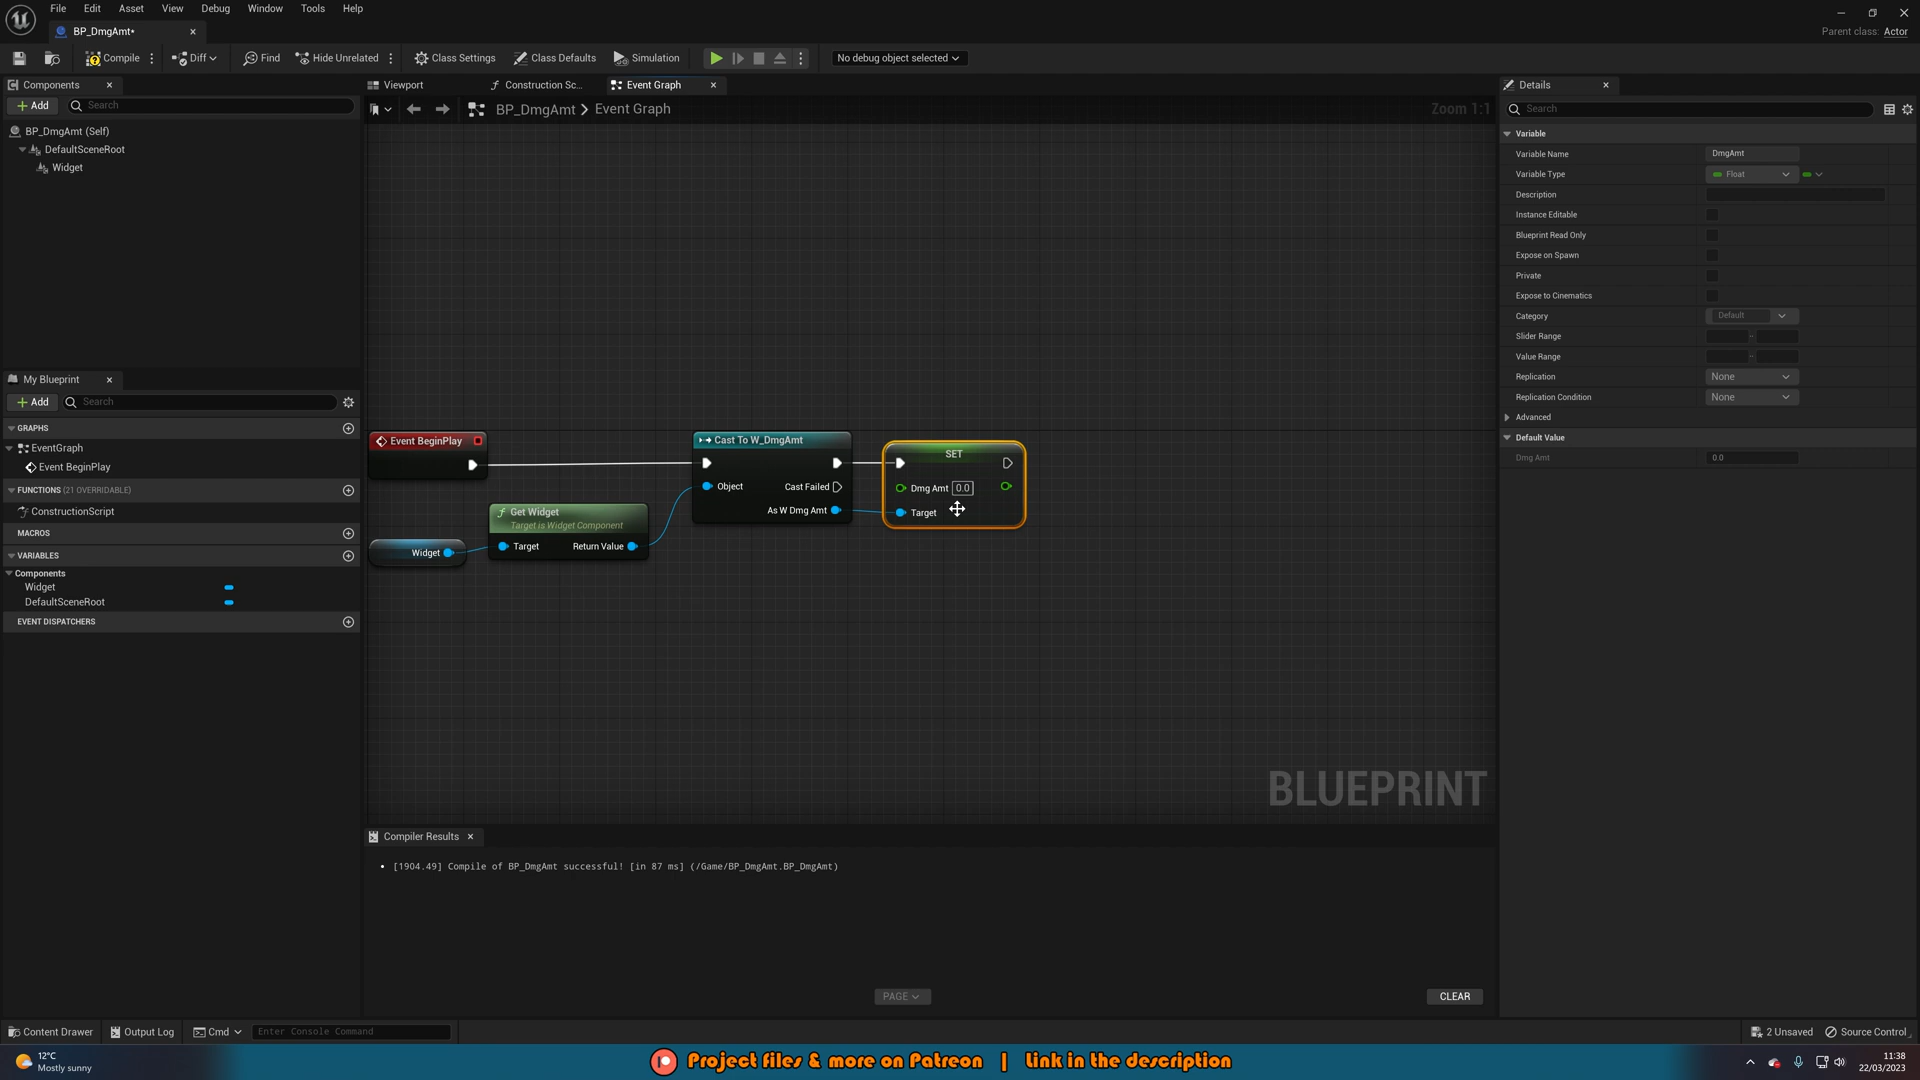 File Edit Asset View Debug Window Tools Help
BP_DmgAmt*
Parent class: Actor
Compile Diff Find Hide Unrelated Class Settings Class Defaults Simulation No debug object selected
Components
Add Search
BP_DmgAmt (Self)
DefaultSceneRoot
Widget
My Blueprint
Add Search
GRAPHS
EventGraph
Event BeginPlay
FUNCTIONS (21 OVERRIDABLE)
ConstructionScript
MACROS
VARIABLES
Components
Widget
DefaultSceneRoot
EVENT DISPATCHERS
Viewport Construction Sc... Event Graph
BP_DmgAmt > Event Graph Zoom 1:1
Event BeginPlay
Widget
Get Widget
Target is Widget Component
Target Return Value
Cast To W_DmgAmt
Object Cast Failed
As W Dmg Amt
SET
Dmg Amt 0.0
Target
BLUEPRINT
Compiler Results
• [1904.49] Compile of BP_DmgAmt successful! [in 87 ms] (/Game/BP_DmgAmt.BP_DmgAmt)
PAGE CLEAR
Details
Search
Variable
Variable Name DmgAmt
Variable Type Float
Description
Instance Editable
Blueprint Read Only
Expose on Spawn
Private
Expose to Cinematics
Category Default
Slider Range
Value Range
Replication None
Replication Condition None
Advanced
Default Value
Dmg Amt 0.0
Content Drawer Output Log Cmd Enter Console Command 2 Unsaved Source Control
12°C
Mostly sunny
Project files & more on Patreon | Link in the description
11:38
22/03/2023